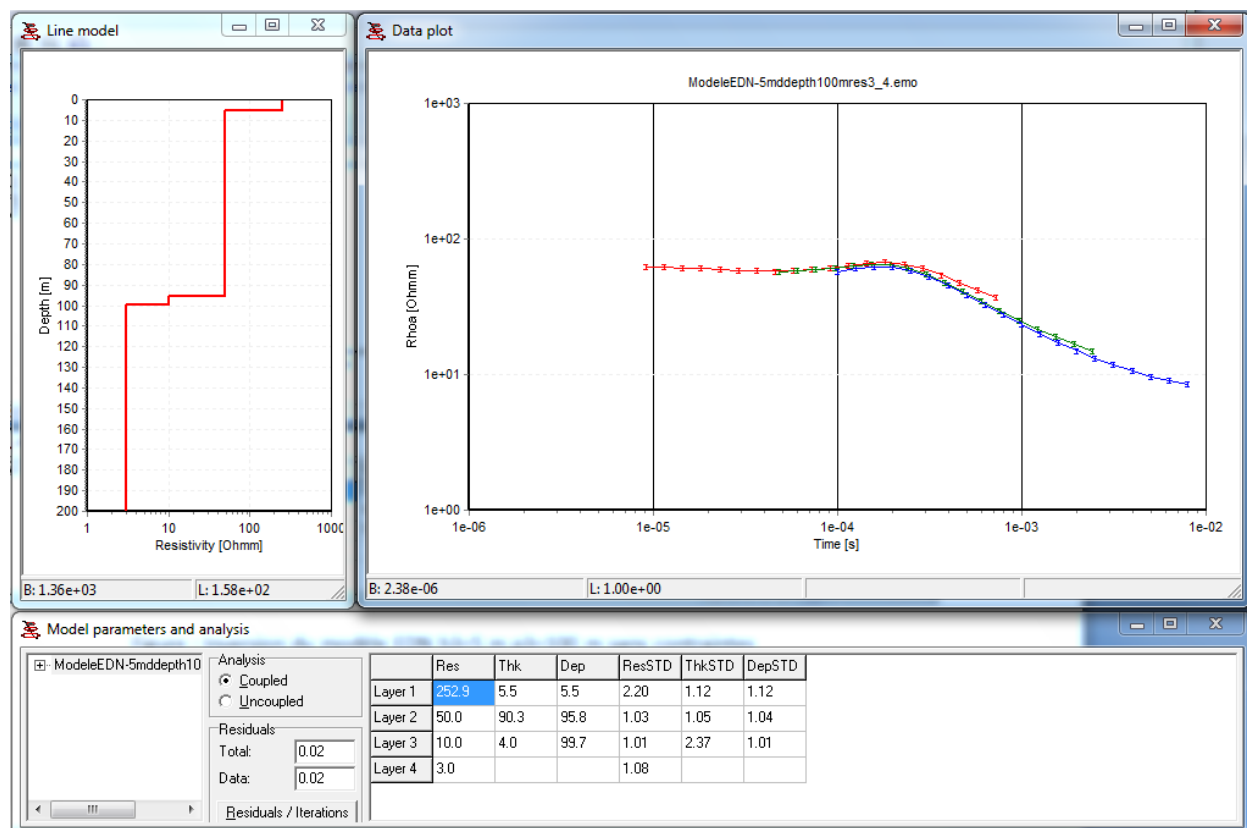 Line model
0
10
20
30
40
50
60
70
80
90
100
110
120
130
140
150
160
170
180
190
200
Depth [m]
1 10 100 1000
Resistivity [Ohmm]
B: 1.36e+03 L: 1.58e+02
Data plot
ModeleEDN-5mddepth100mres3_4.emo
1e+03
1e+02
1e+01
1e+00
Rhoa [Ohmm]
1e-06 1e-05 1e-04 1e-03 1e-02
Time [s]
B: 2.38e-06 L: 1.00e+00
Model parameters and analysis
ModeleEDN-5mddepth10
Analysis
Coupled
Uncoupled
Residuals
Total: 0.02
Data: 0.02
Residuals / Iterations
Res Thk Dep ResSTD ThkSTD DepSTD
Layer 1 252.9 5.5 5.5 2.20 1.12 1.12
Layer 2 50.0 90.3 95.8 1.03 1.05 1.04
Layer 3 10.0 4.0 99.7 1.01 2.37 1.01
Layer 4 3.0 1.08